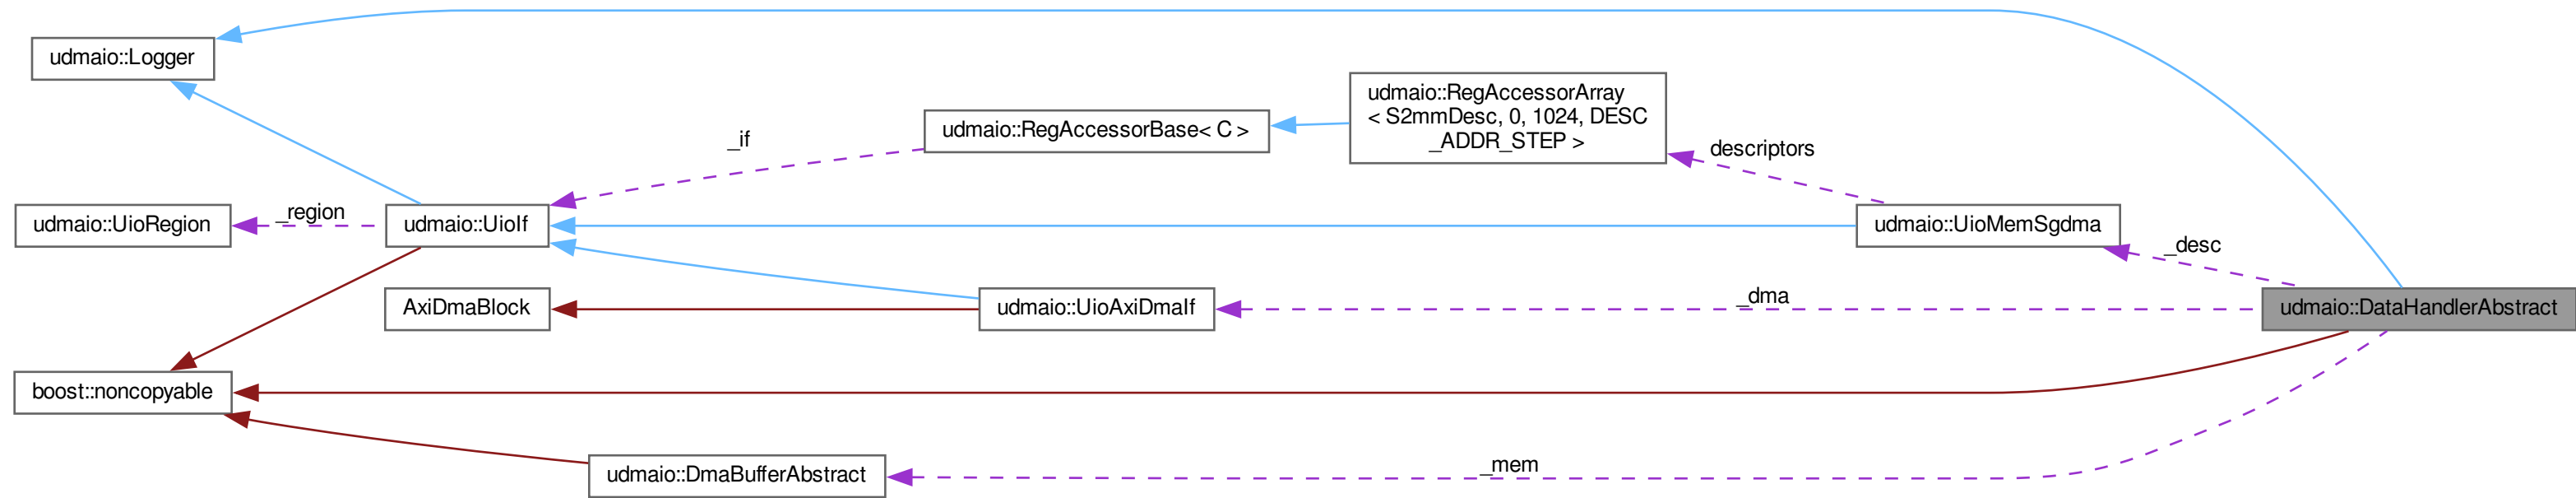 udmaio::Logger
udmaio::RegAccessorArray
< S2mmDesc, 0, 1024, DESC
_ADDR_STEP >
udmaio::RegAccessorBase< C >
_if
descriptors
_region
udmaio::UioRegion
udmaio::UioIf
udmaio::UioMemSgdma
_desc
_dma
AxiDmaBlock
udmaio::UioAxiDmaIf
udmaio::DataHandlerAbstract
boost::noncopyable
_mem
udmaio::DmaBufferAbstract